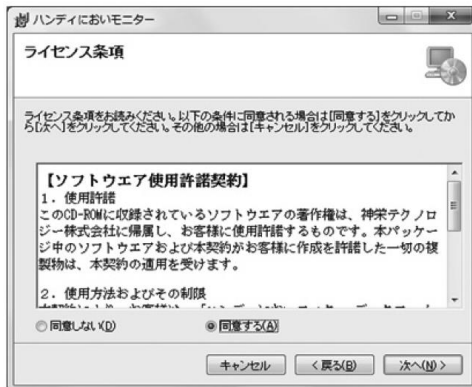 ハンディにおいモニター
ライセンス条項
ライセンス条項をお読みください。以下の条件に同意される場合は[同意する]をクリックしてか
ら[次へ]をクリックしてください。その他の場合は[キャンセル]をクリックしてください。
【ソフトウエア使用許諾契約】
1．使用許諾
このCD-ROMに収録されているソフトウエアの著作権は、神栄テクノロ
ジー株式会社に帰属し、お客様に使用許諾するものです。本パッケー
ジ中のソフトウエアおよび本契約がお客様に作成を許諾した一切の複
製物は、本契約の適用を受けます。
2．使用方法およびその制限
同意しない(D)
同意する(A)
キャンセル
< 戻る(B)
次へ(N) >